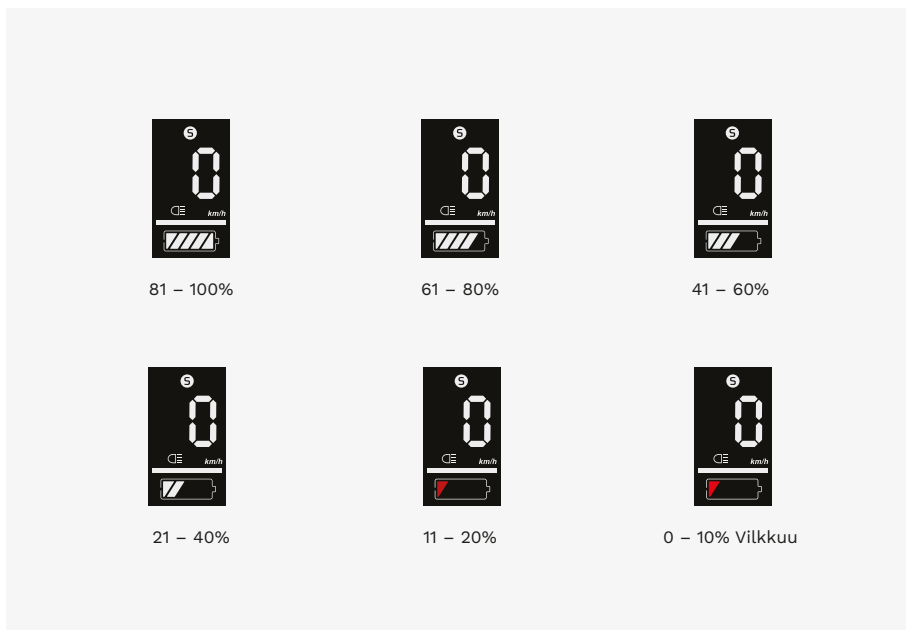 S S S
0 0 0
km/h km/h km/h
81 – 100% 61 – 80% 41 – 60%
S S S
0 0 0
km/h km/h km/h
21 – 40% 11 – 20% 0 – 10% Vilkkuu